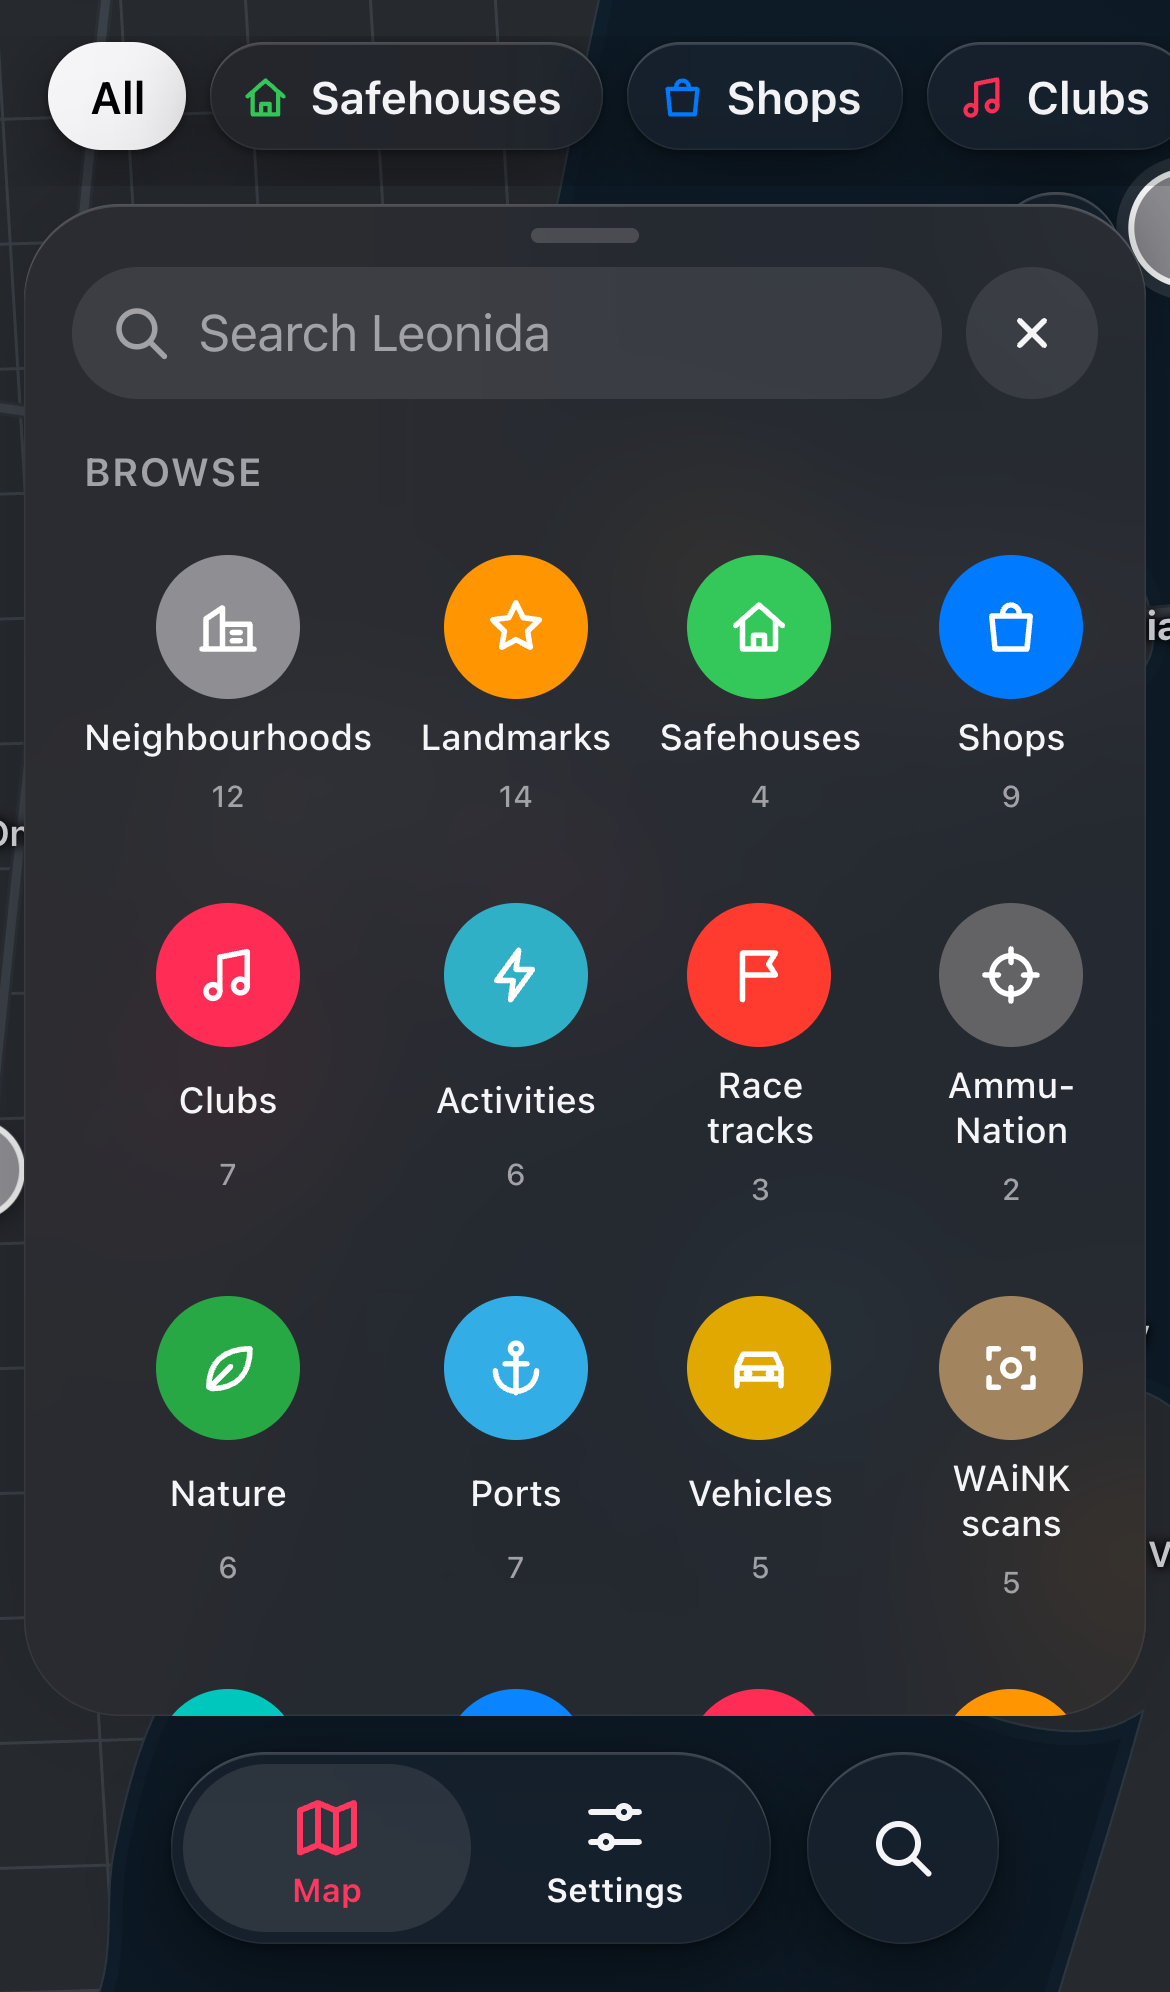 All
Safehouses
Shops
Clubs
Search Leonida
BROWSE
Neighbourhoods
12
Landmarks
14
Safehouses
4
Shops
9
Clubs
7
Activities
6
Race
tracks
3
Ammu-
Nation
2
Nature
6
Ports
7
Vehicles
5
WAiNK
scans
5
Map
Settings